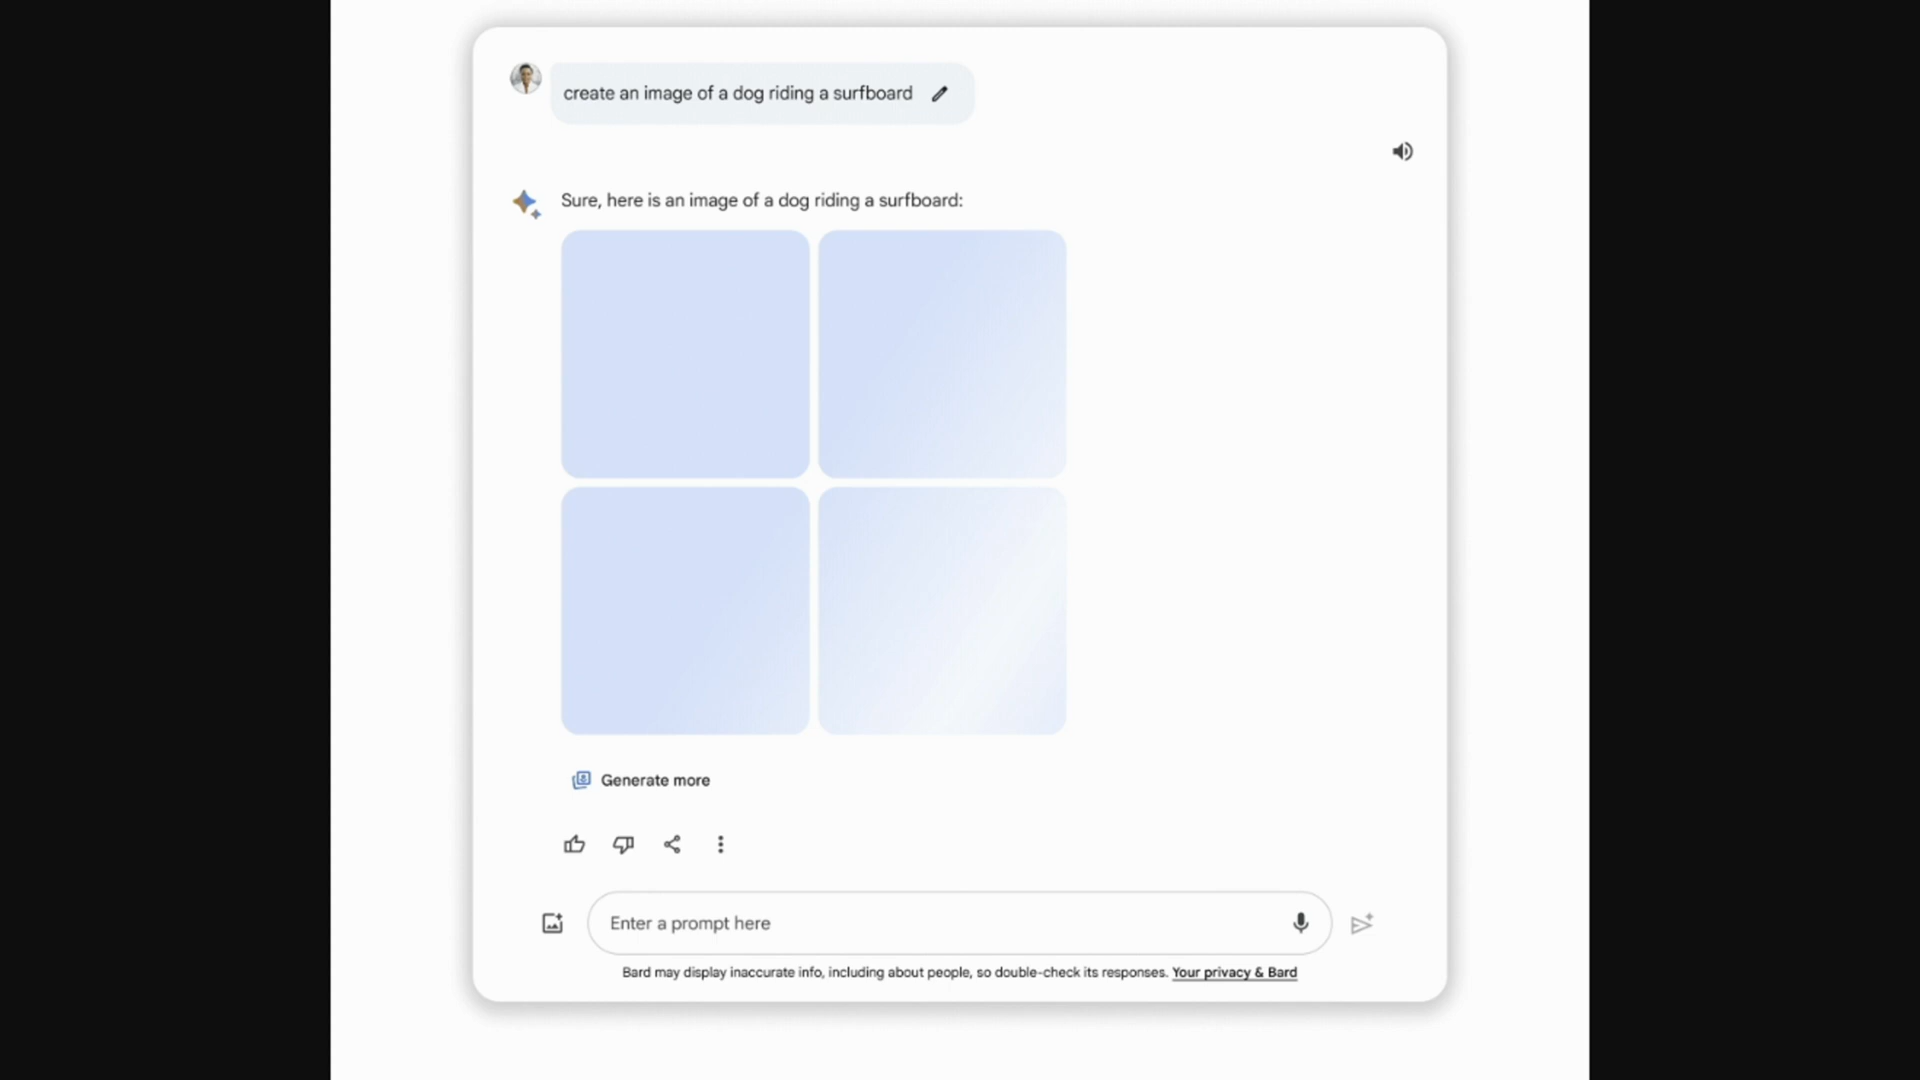 create an image of a dog riding a surfboard
Sure, here is an image of a dog riding a surfboard:
Generate more
Enter a prompt here
Bard may display inaccurate info, including about people, so double-check its responses. Your privacy & Bard